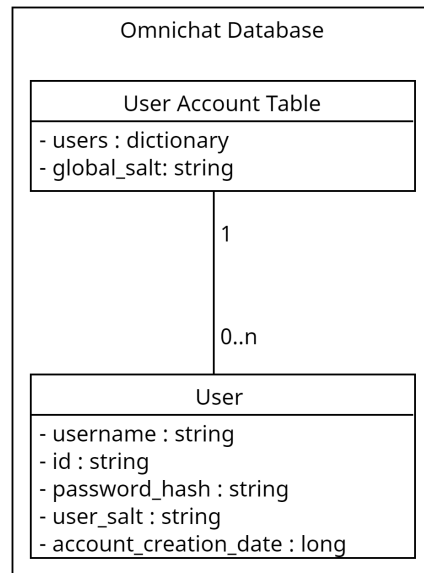 Omnichat Database
User Account Table
- users : dictionary
- global_salt: string
1
0..n
User
- username : string
- id : string
- password_hash : string
- user_salt : string
- account_creation_date : long